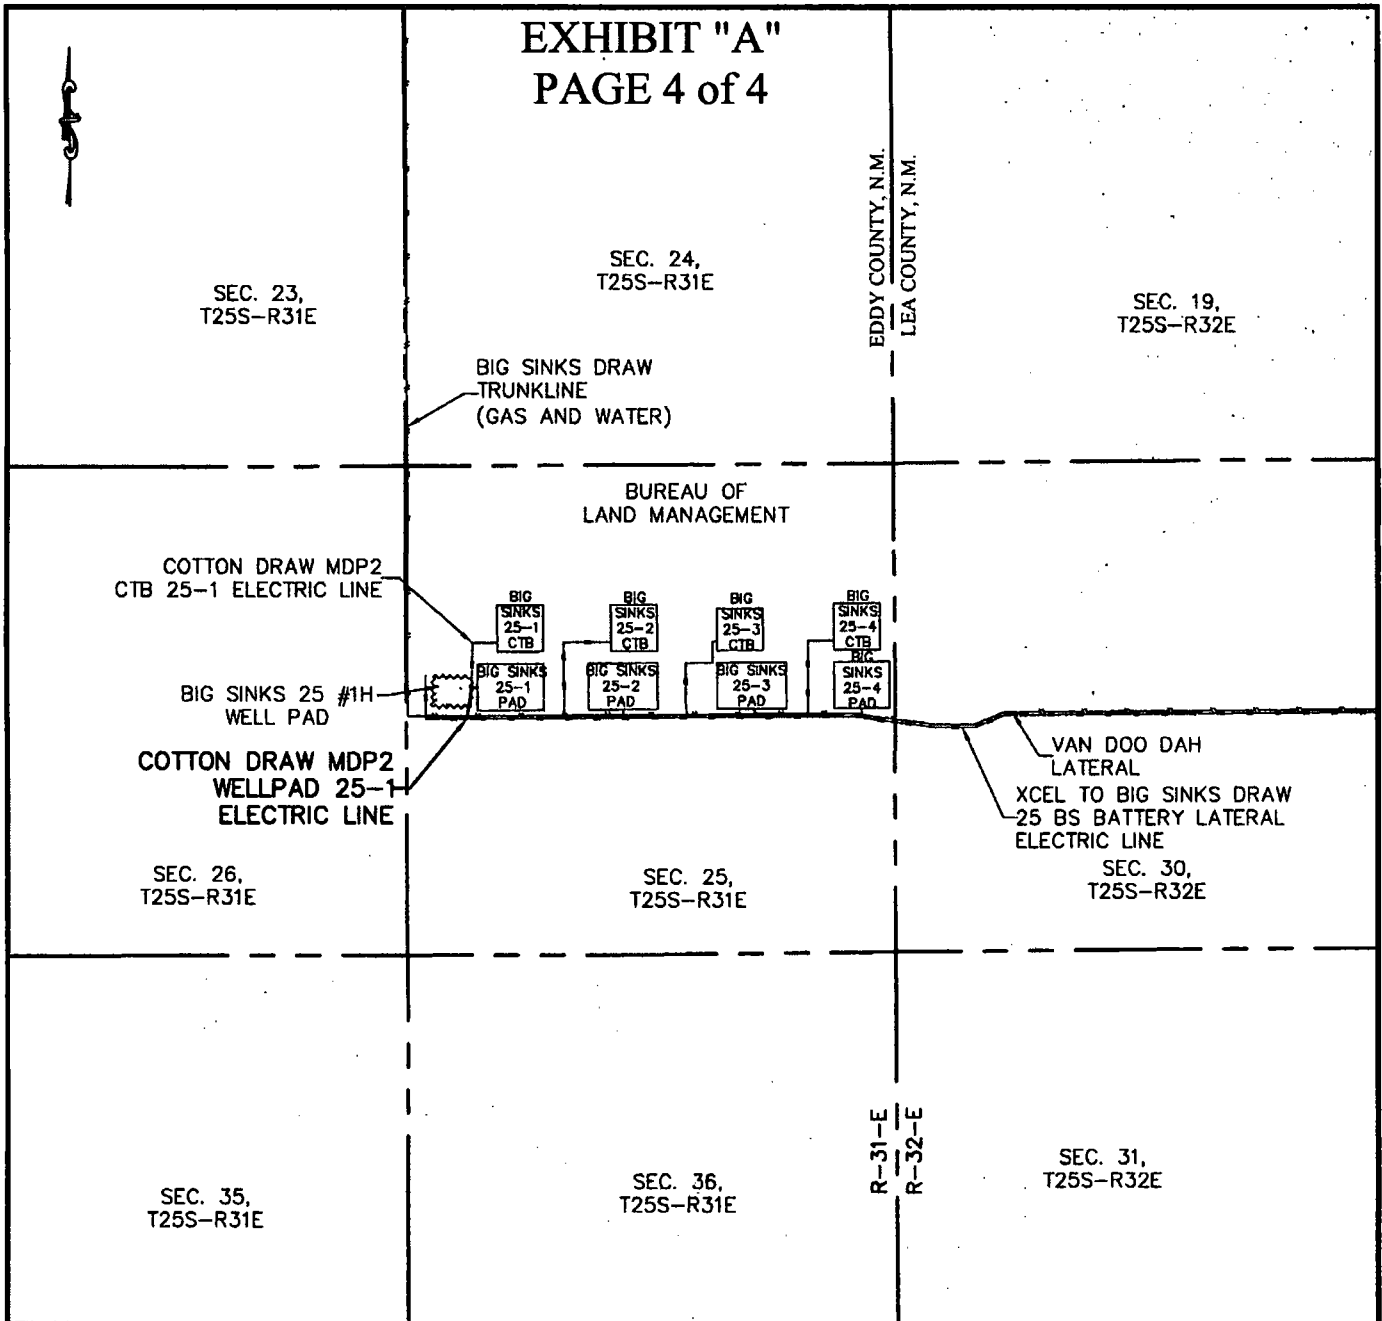 EXHIBIT "A"
PAGE 4 of 4
EDDY COUNTY, N.M.
LEA COUNTY, N.M.
SEC. 23,
T25S-R31E
SEC. 24,
T25S-R31E
SEC. 19,
T25S-R32E
BIG SINKS DRAW
TRUNKLINE
(GAS AND WATER)
BUREAU OF
LAND MANAGEMENT
COTTON DRAW MDP2
CTB 25-1 ELECTRIC LINE
BIG
SINKS
25-1
CTB
BIG
SINKS
25-2
CTB
BIG
SINKS
25-3
CTB
BIG
SINKS
25-4
CTB
BIG SINKS
25-1
PAD
BIG SINKS
25-2
PAD
BIG SINKS
25-3
PAD
BIG
SINKS
25-4
PAD
BIG SINKS 25 #1H
WELL PAD
COTTON DRAW MDP2
WELLPAD 25-1
ELECTRIC LINE
VAN DOO DAH
LATERAL
XCEL TO BIG SINKS DRAW
25 BS BATTERY LATERAL
ELECTRIC LINE
SEC. 26,
T25S-R31E
SEC. 25,
T25S-R31E
SEC. 30,
T25S-R32E
R-31-E
R-32-E
SEC. 35,
T25S-R31E
SEC. 36,
T25S-R31E
SEC. 31,
T25S-R32E